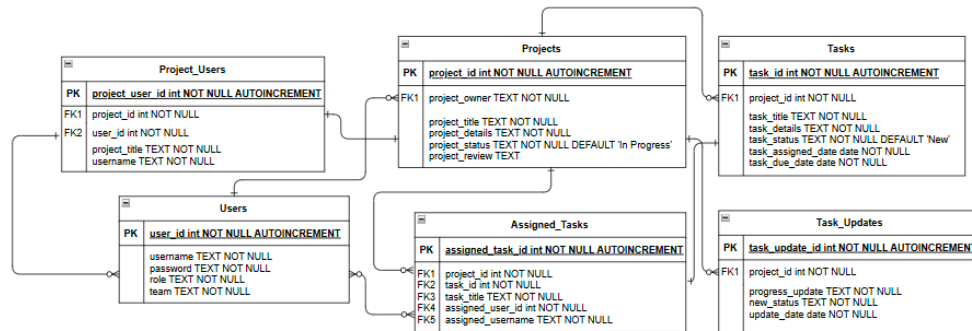 Project_Users
PK project_user_id int NOT NULL AUTOINCREMENT
FK1 project_id int NOT NULL
FK2 user_id int NOT NULL
project_title TEXT NOT NULL
username TEXT NOT NULL
Projects
PK project_id int NOT NULL AUTOINCREMENT
FK1 project_owner TEXT NOT NULL
project_title TEXT NOT NULL
project_details TEXT NOT NULL
project_status TEXT NOT NULL DEFAULT 'In Progress'
project_review TEXT
Tasks
PK task_id int NOT NULL AUTOINCREMENT
FK1 project_id int NOT NULL
task_title TEXT NOT NULL
task_details TEXT NOT NULL
task_status TEXT NOT NULL DEFAULT 'New'
task_assigned_date date NOT NULL
task_due_date date NOT NULL
Users
PK user_id int NOT NULL AUTOINCREMENT
username TEXT NOT NULL
password TEXT NOT NULL
role TEXT NOT NULL
team TEXT NOT NULL
Assigned_Tasks
PK assigned_task_id int NOT NULL AUTOINCREMENT
FK1 project_id int NOT NULL
FK2 task_id int NOT NULL
FK3 task_title TEXT NOT NULL
FK4 assigned_user_id int NOT NULL
FK5 assigned_username TEXT NOT NULL
Task_Updates
PK task_update_id int NOT NULL AUTOINCREMENT
FK1 project_id int NOT NULL
progress_update TEXT NOT NULL
new_status TEXT NOT NULL
update_date date NOT NULL